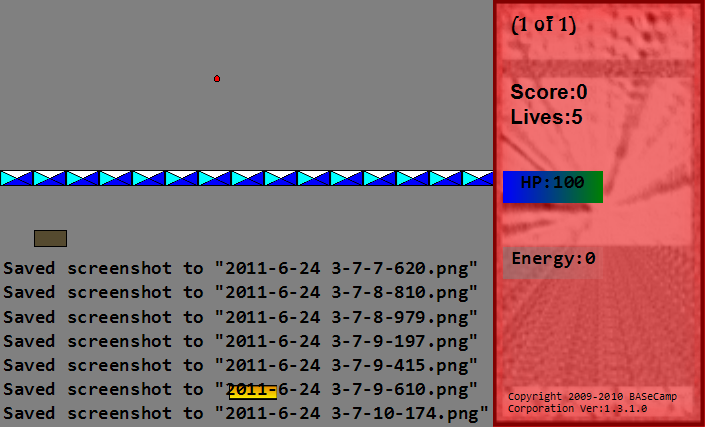 (1 of 1)
Score:0
Lives:5
HP:100
Energy:0
Saved screenshot to "2011-6-24 3-7-7-620.png"
Saved screenshot to "2011-6-24 3-7-8-810.png"
Saved screenshot to "2011-6-24 3-7-8-979.png"
Saved screenshot to "2011-6-24 3-7-9-197.png"
Saved screenshot to "2011-6-24 3-7-9-415.png"
Saved screenshot to "2011-6-24 3-7-9-610.png"
Saved screenshot to "2011-6-24 3-7-10-174.png"
Copyright 2009-2010 BASeCamp
Corporation Ver:1.3.1.0